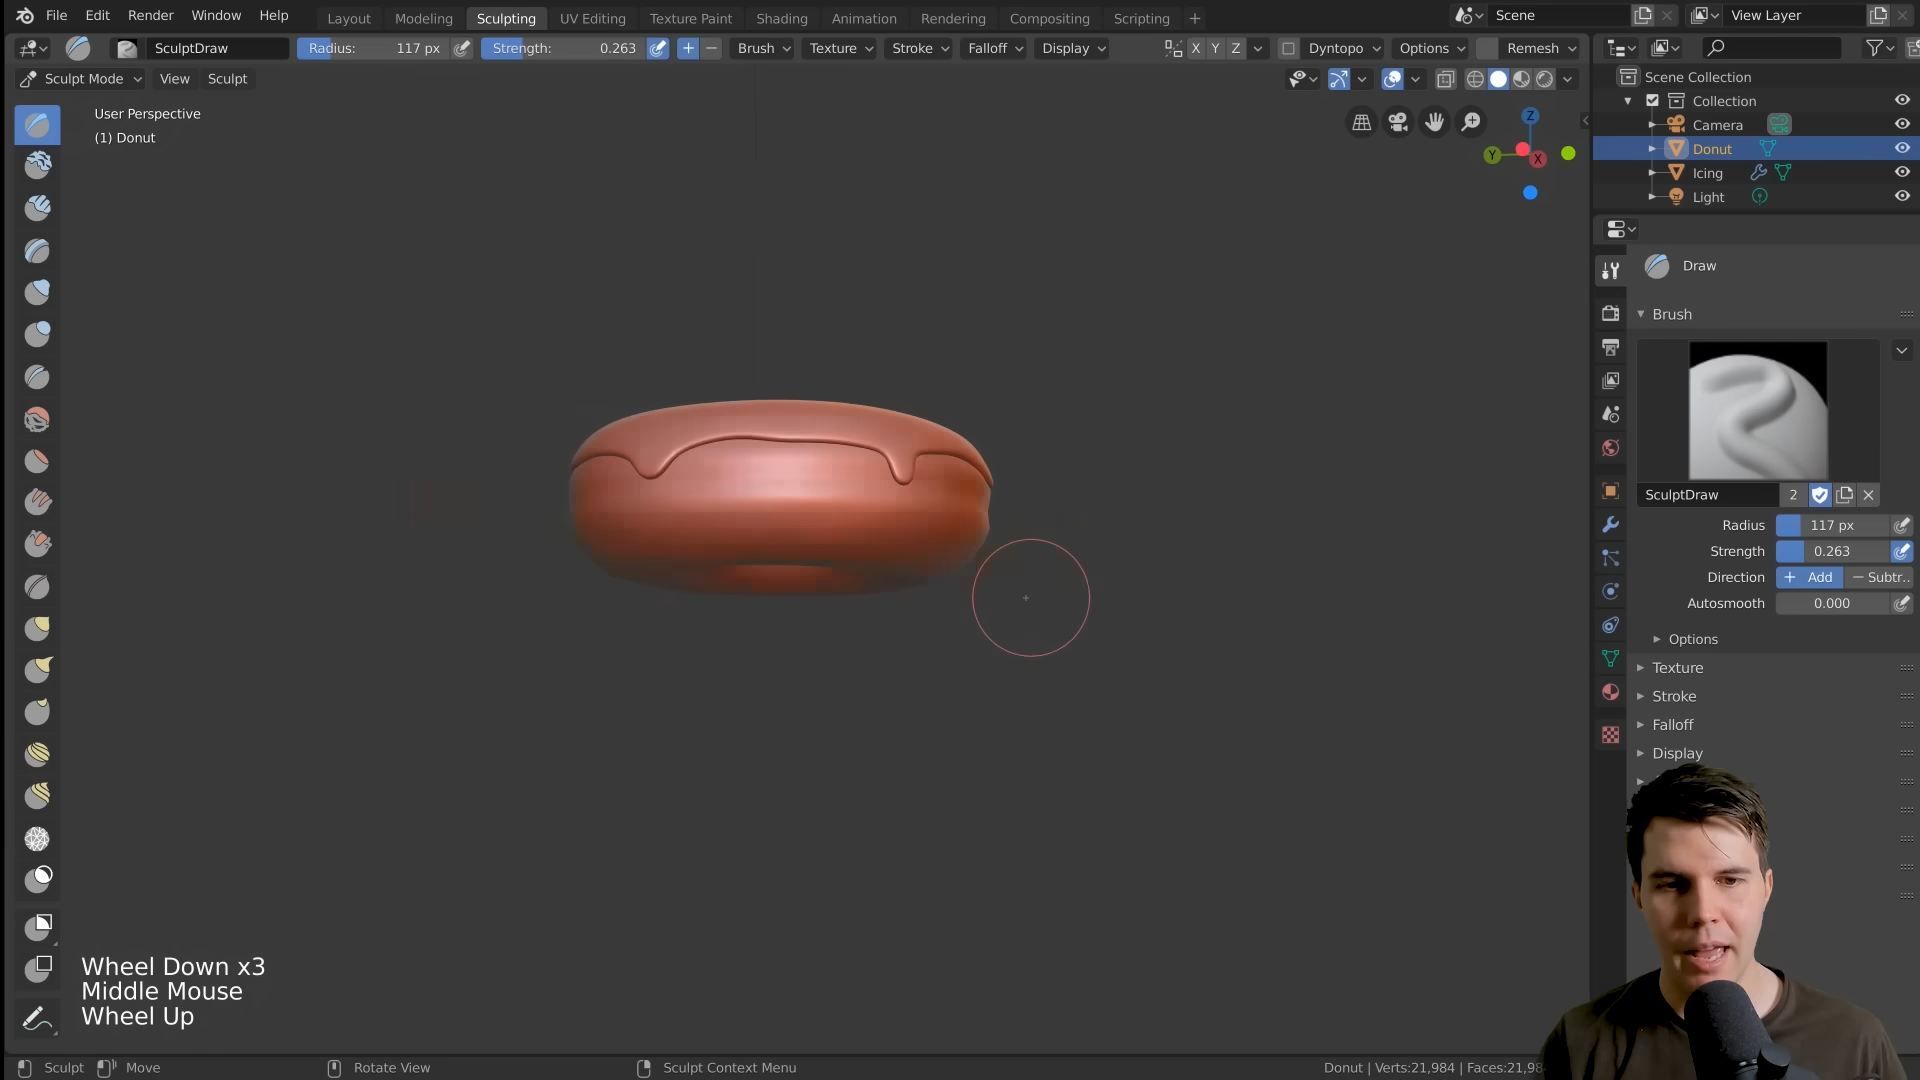 File Edit Render Window Help Layout Modeling Sculpting UV Editing Texture Paint Shading Animation Rendering Compositing Scripting + Scene View Layer
SculptDraw Radius: 117 px Strength: 0.263 + − Brush Texture Stroke Falloff Display X Y Z Dyntopo Options Remesh
Sculpt Mode View Sculpt
User Perspective
(1) Donut
Z
Y
X
Scene Collection
Collection
Camera
Donut
Icing
Light
Draw
Brush
SculptDraw 2
Radius 117 px
Strength 0.263
Direction + Add − Subtr..
Autosmooth 0.000
Options
Texture
Stroke
Falloff
Display
Wheel Down x3
Middle Mouse
Wheel Up
Sculpt Move Rotate View Sculpt Context Menu Donut | Verts:21,984 | Faces:21,98